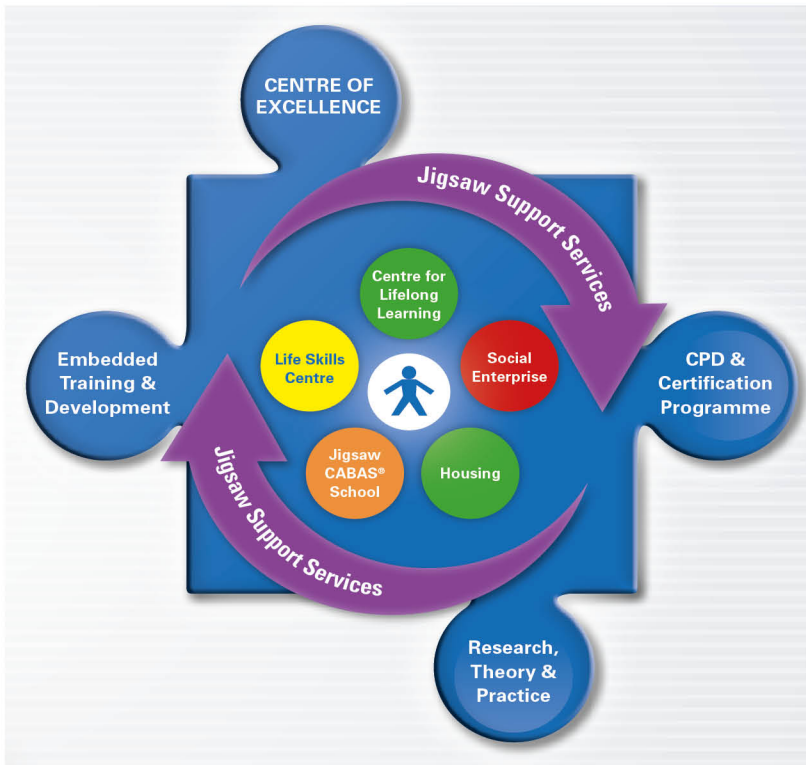 CENTRE OF
EXCELLENCE
Jigsaw Support Services
Centre for
Lifelong
Learning
Life Skills
Centre
Social
Enterprise
Embedded
Training &
Development
CPD &
Certification
Programme
Jigsaw
CABAS®
School
Housing
Jigsaw Support Services
Research,
Theory &
Practice